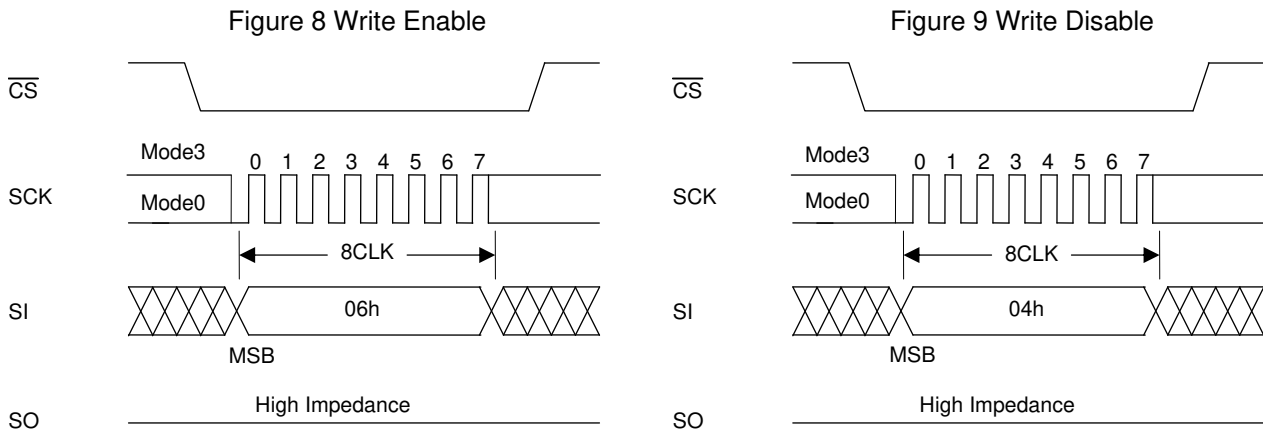 Figure 8 Write Enable
CS
Mode3
0 1 2 3 4 5 6 7
SCK
Mode0
8CLK
SI
06h
MSB
High Impedance
SO
Figure 9 Write Disable
CS
Mode3
0 1 2 3 4 5 6 7
SCK
Mode0
8CLK
SI
04h
MSB
High Impedance
SO